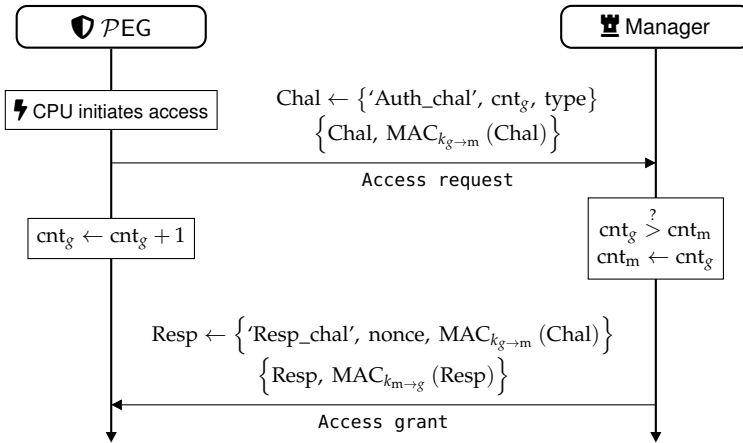 𝒫EG
Manager
CPU initiates access
Chal ← {‘Auth_chal’, cnt_g, type}
{Chal, MAC_{k_{g→m}} (Chal)}
Access request
cnt_g ← cnt_g + 1
?
cnt_g > cnt_m
cnt_m ← cnt_g
Resp ← {‘Resp_chal’, nonce, MAC_{k_{g→m}} (Chal)}
{Resp, MAC_{k_{m→g}} (Resp)}
Access grant